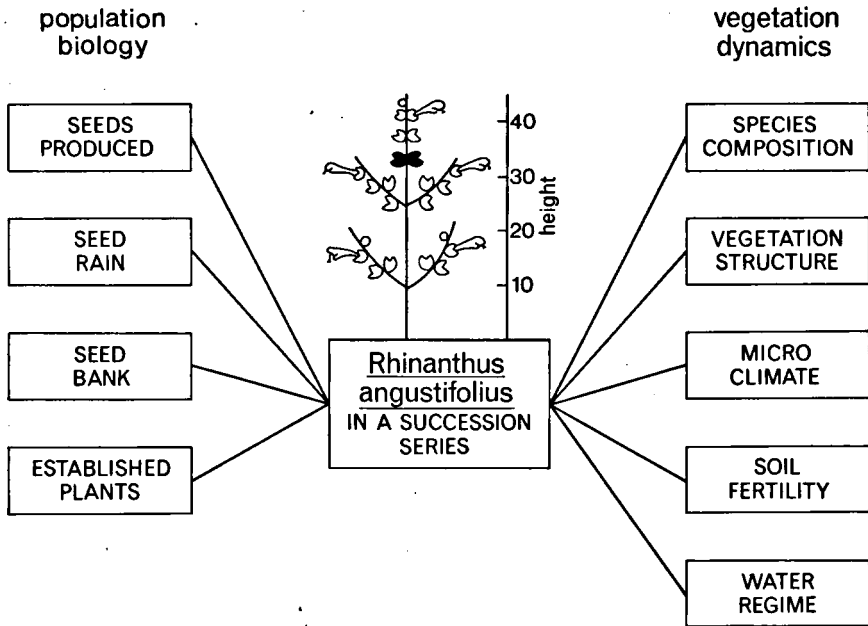 population
biology
SEEDS
PRODUCED
SEED
RAIN
SEED
BANK
ESTABLISHED
PLANTS
40
30
20
10
height
Rhinanthus
angustifolius
IN A SUCCESSION
SERIES
vegetation
dynamics
SPECIES
COMPOSITION
VEGETATION
STRUCTURE
MICRO
CLIMATE
SOIL
FERTILITY
WATER
REGIME